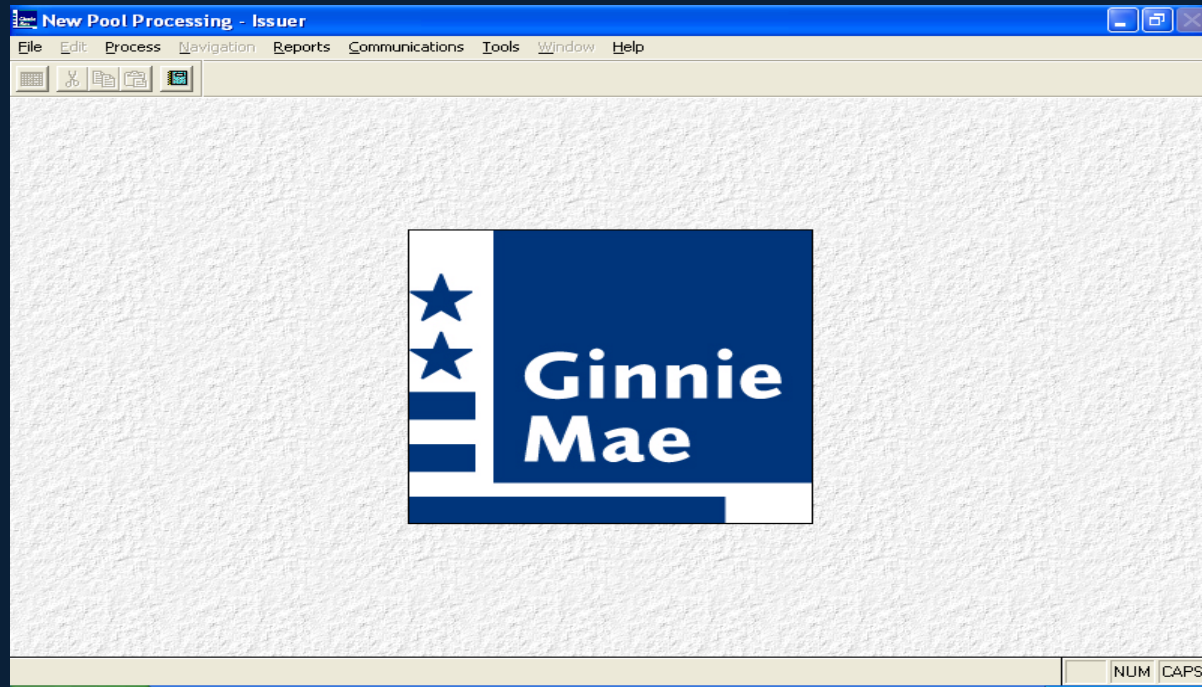 New Pool Processing - Issuer
File Edit Process Navigation Reports Communications Tools Window Help
Ginnie
Mae
NUM CAPS